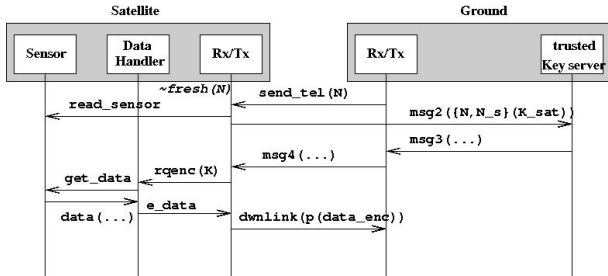 Satellite
Ground
Sensor
Data
Handler
Rx/Tx
Rx/Tx
trusted
Key server
~fresh(N)
send_tel(N)
read_sensor
msg2({N,N_s}(K_sat))
msg3(...)
msg4(...)
rqenc(K)
get_data
e_data
data(...)
dwnlink(p(data_enc))